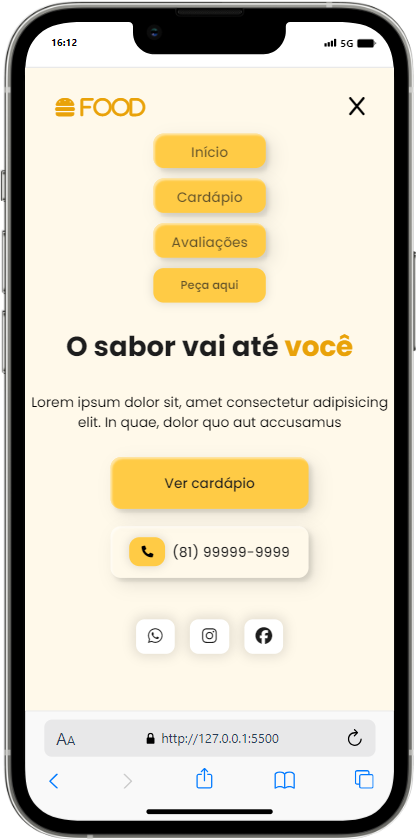 16:12
5G
FOOD
X
Início
Cardápio
Avaliações
Peça aqui
O sabor vai até você
Lorem ipsum dolor sit, amet consectetur adipisicing
elit. In quae, dolor quo aut accusamus
Ver cardápio
(81) 99999-9999
AA
http://127.0.0.1:5500